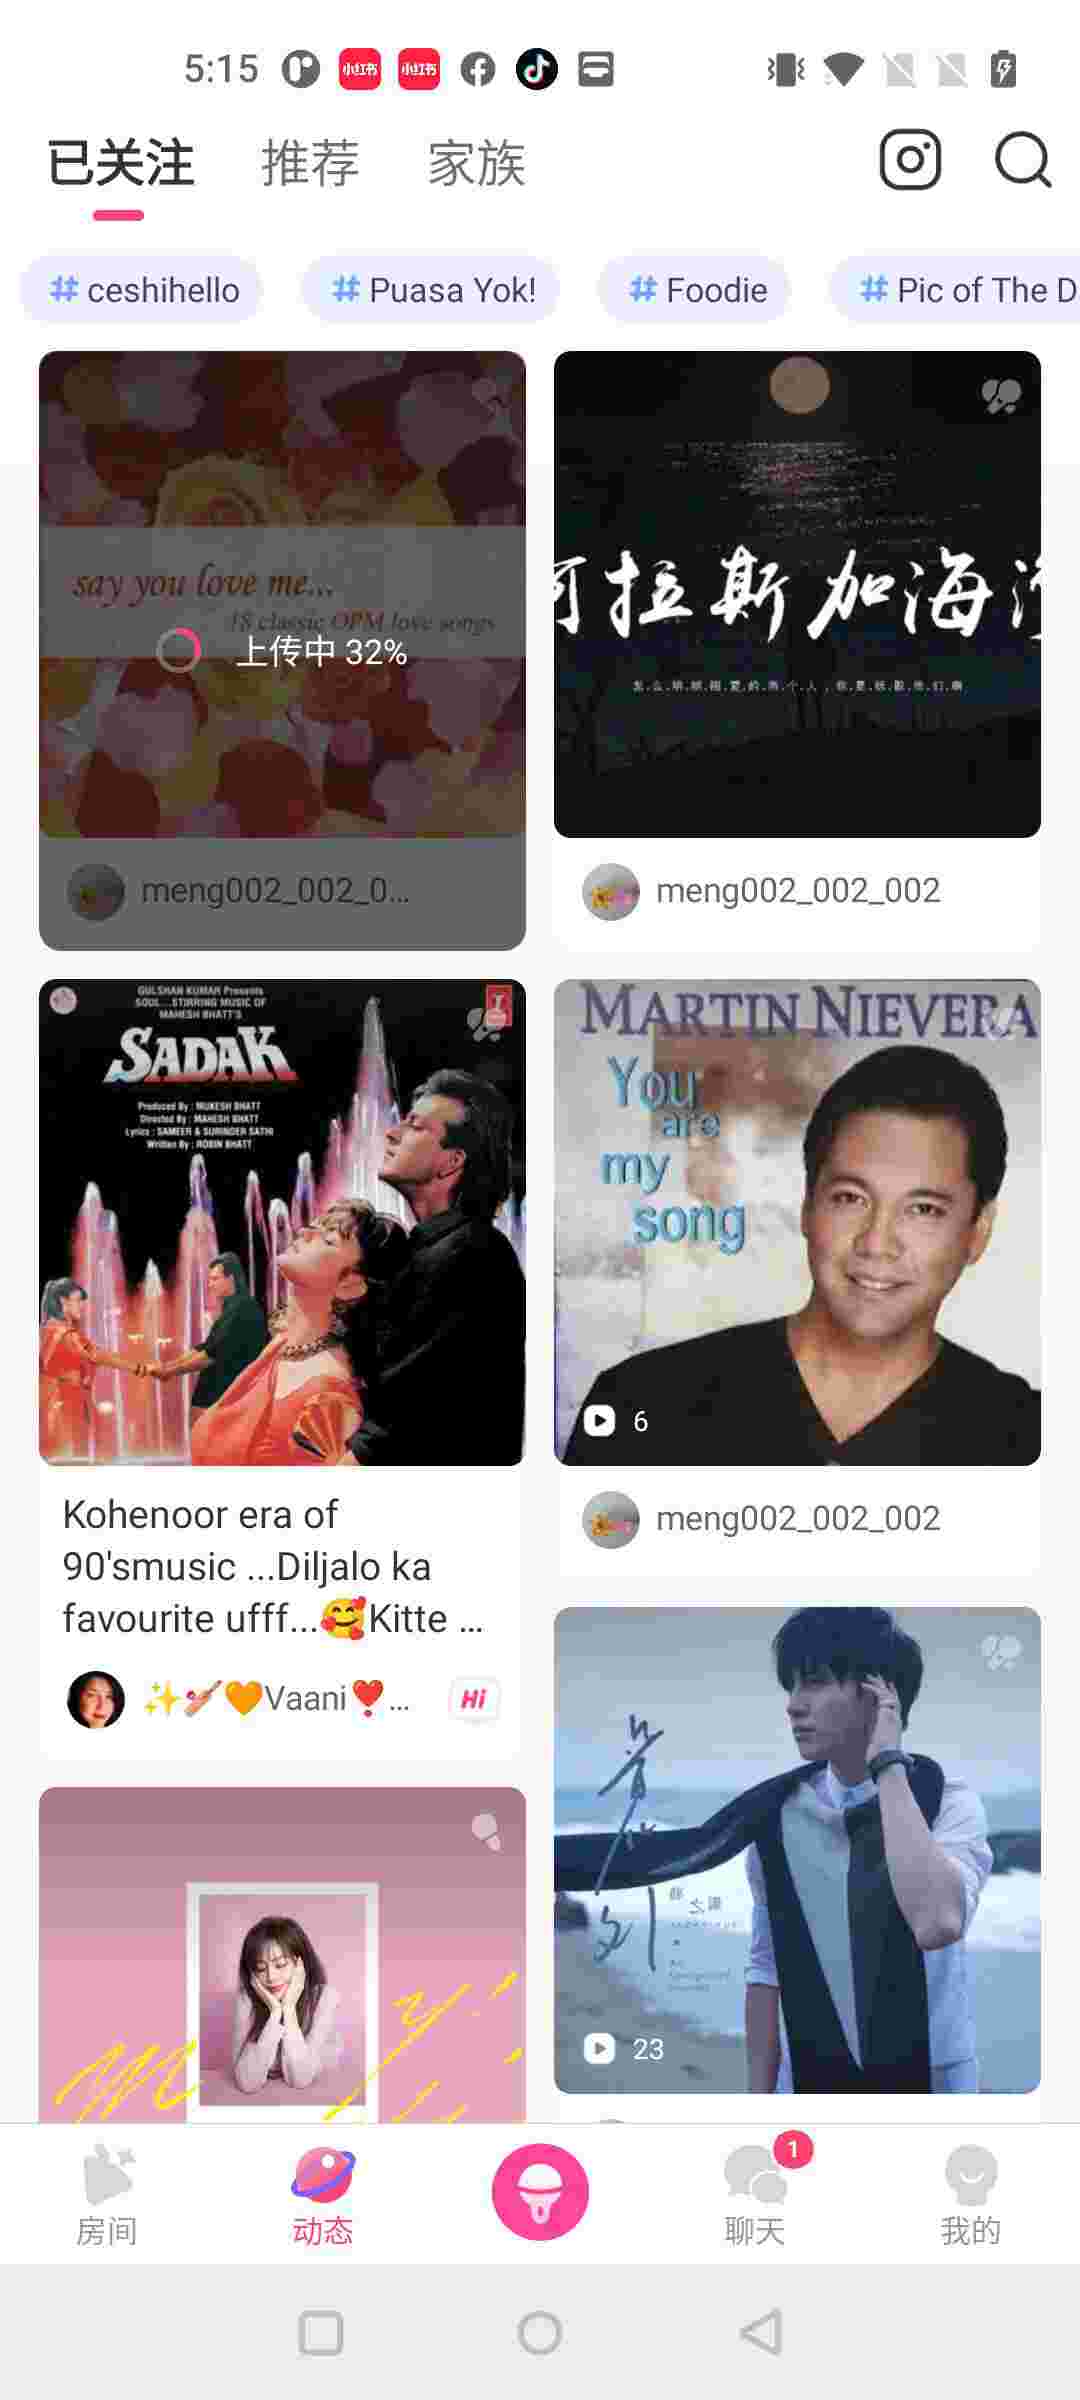 5:15
小红书
小红书
已关注
推荐
家族
# ceshihello
# Puasa Yok!
# Foodie
# Pic of The D
say you love me...
18 classic OPM love songs
上传中 32%
meng002_002_0...
阿拉斯加海湾
meng002_002_002
GULSHAN KUMAR Presents
SOUL...STIRRING MUSIC OF
MAHESH BHATT'S
SADAK
Produced By : MUKESH BHATT
Directed By : MAHESH BHATT
Lyrics : SAMEER & SURINDER SATHI
Written By : ROBIN BHATT
MARTIN NIEVERA
You
are
my
song
6
meng002_002_002
Kohenoor era of
90'smusic ...Diljalo ka
favourite ufff...🥰Kitte ...
✨💅🧡Vaani❣️...
Hi
23
1
房间
动态
聊天
我的